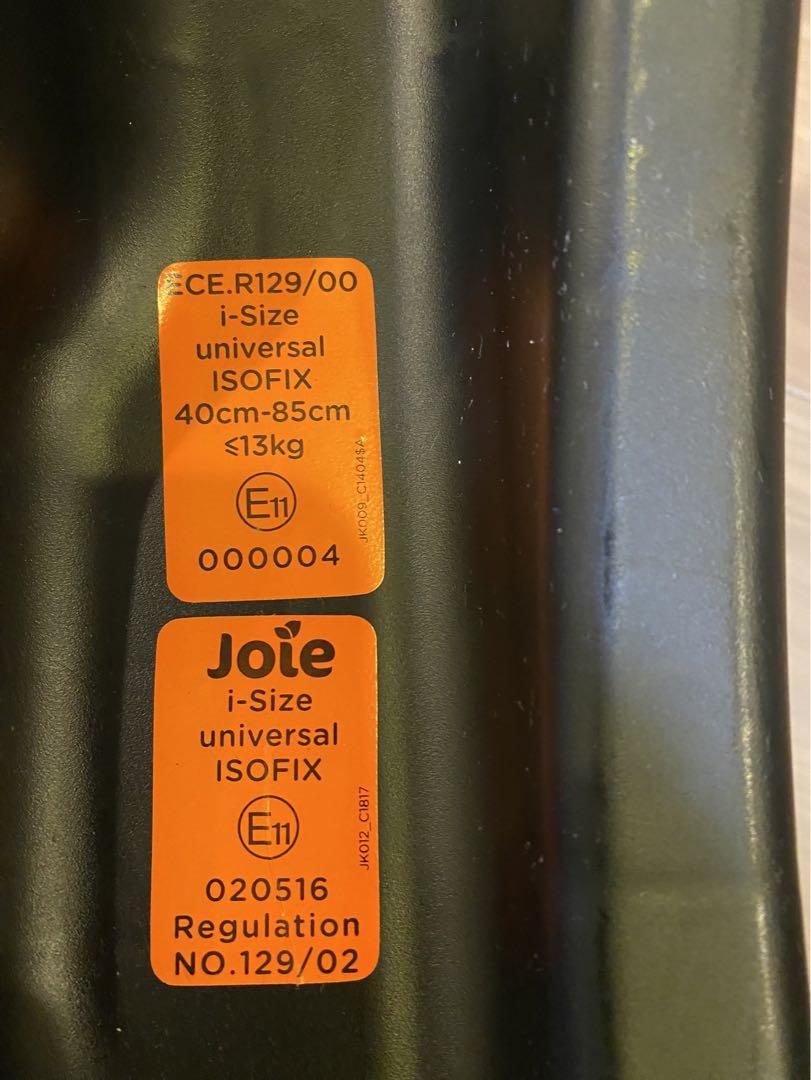 ECE.R129/00
i-Size
universal
ISOFIX
40cm-85cm
≤13kg
E11
000004
JK009_C1404$A
Joie
i-Size
universal
ISOFIX
E11
020516
Regulation
NO.129/02
JK012_C1817